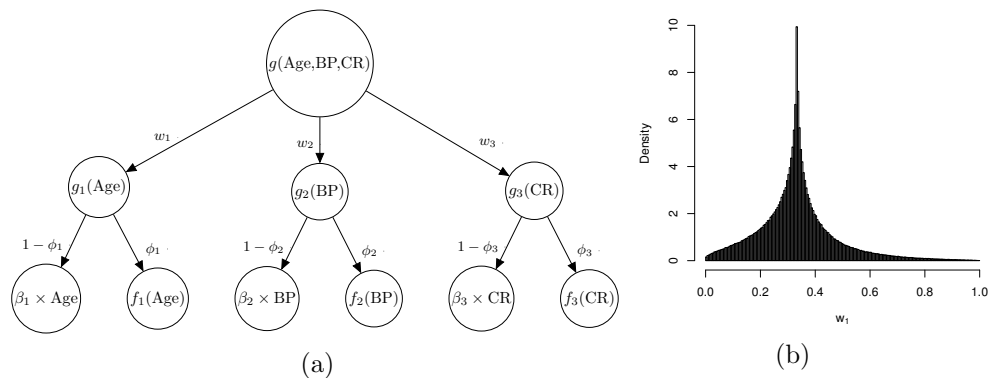 g(Age,BP,CR)
w₁
w₂
w₃
g₁(Age)
g₂(BP)
g₃(CR)
1 − ϕ₁
ϕ₁
1 − ϕ₂
ϕ₂
1 − ϕ₃
ϕ₃
β₁ × Age
f₁(Age)
β₂ × BP
f₂(BP)
β₃ × CR
f₃(CR)
(a)
Density
10
8
6
4
2
0
0.0 0.2 0.4 0.6 0.8 1.0
w₁
(b)